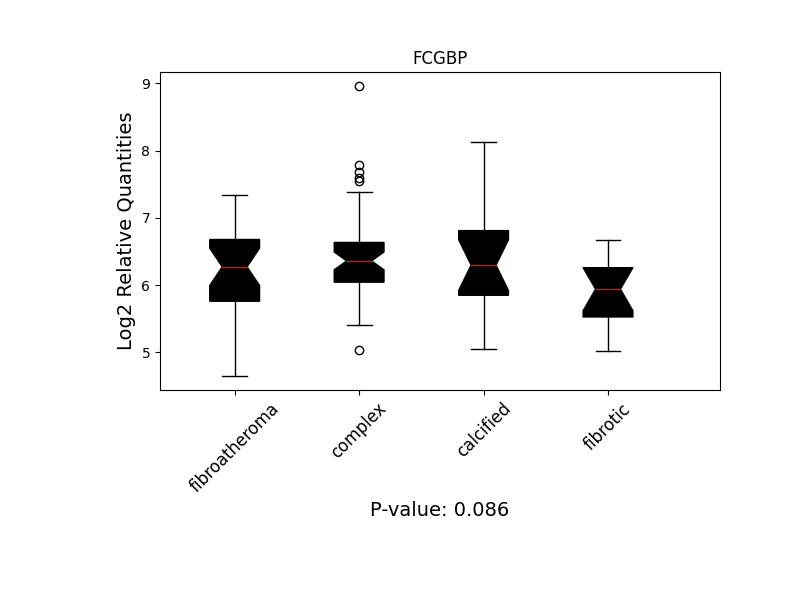 FCGBP
Log2 Relative Quantities
9
8
7
6
5
fibroatheroma
complex
calcified
fibrotic
P-value: 0.086